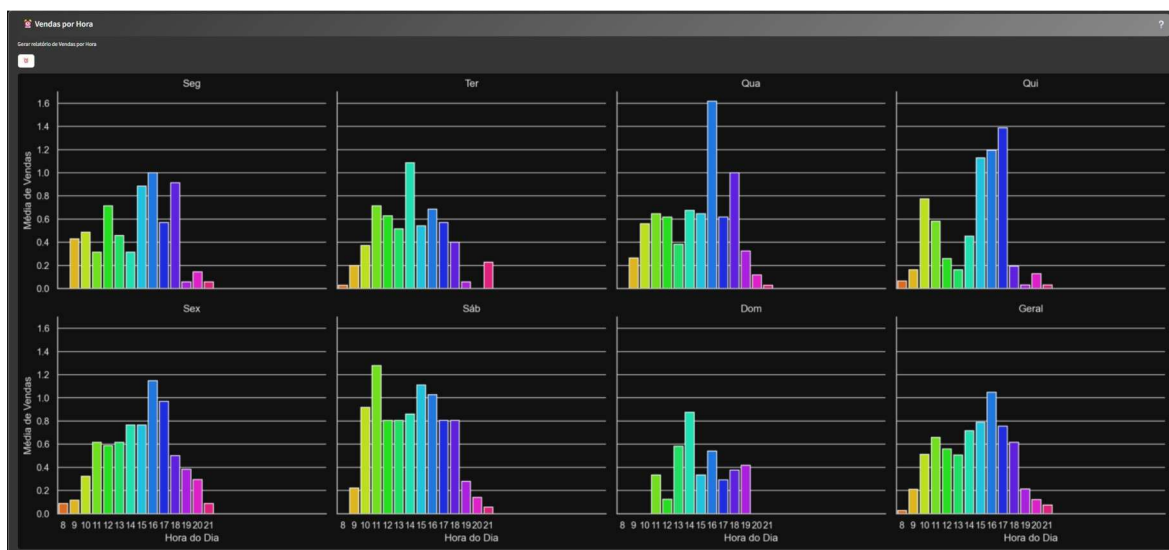 Vendas por Hora
?
Gerar relatório de Vendas por Hora
Seg
Ter
Qua
Qui
1.6
1.4
1.2
1.0
0.8
0.6
0.4
0.2
0.0
Média de Vendas
Sex
Sáb
Dom
Geral
1.6
1.4
1.2
1.0
0.8
0.6
0.4
0.2
0.0
Média de Vendas
8 9 10 11 12 13 14 15 16 17 18 19 20 21
8 9 10 11 12 13 14 15 16 17 18 19 20 21
8 9 10 11 12 13 14 15 16 17 18 19 20 21
8 9 10 11 12 13 14 15 16 17 18 19 20 21
Hora do Dia
Hora do Dia
Hora do Dia
Hora do Dia